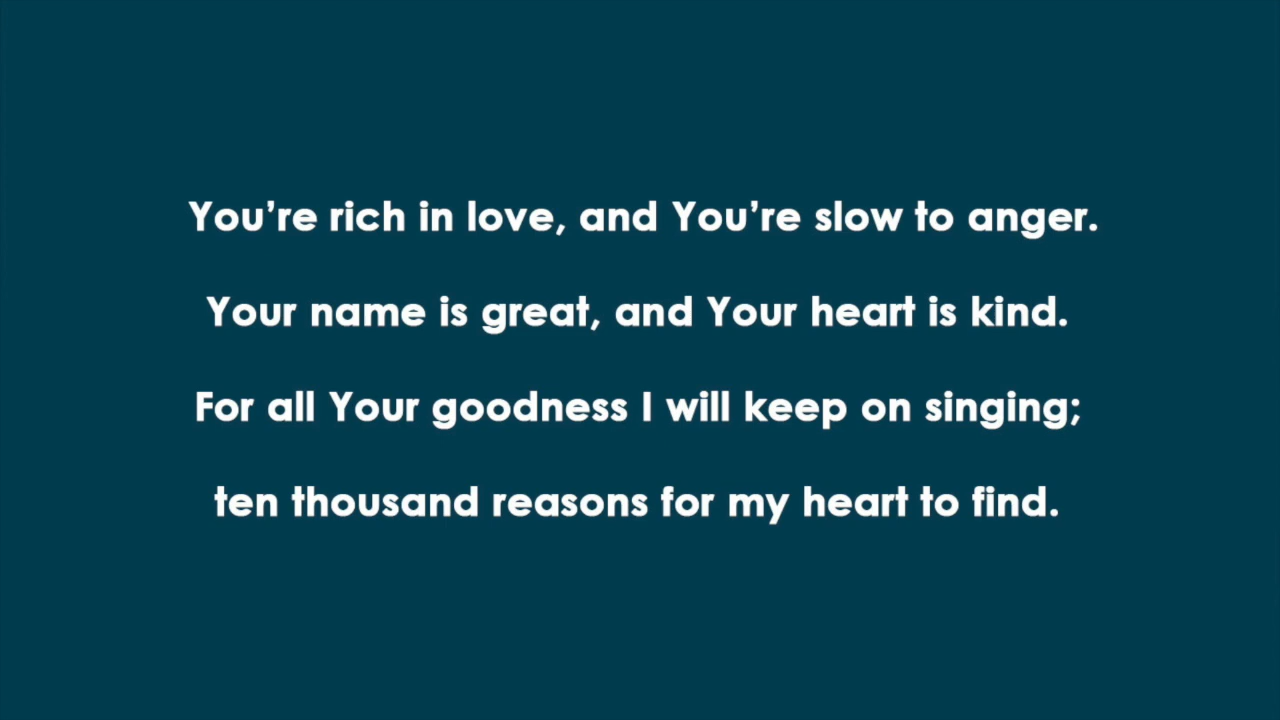 You’re rich in love, and You’re slow to anger.
Your name is great, and Your heart is kind.
For all Your goodness I will keep on singing;
ten thousand reasons for my heart to find.